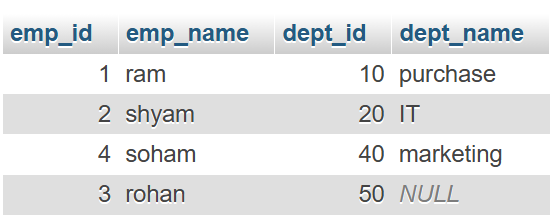 emp_id emp_name dept_id dept_name
1 ram 10 purchase
2 shyam 20 IT
4 soham 40 marketing
3 rohan 50 NULL